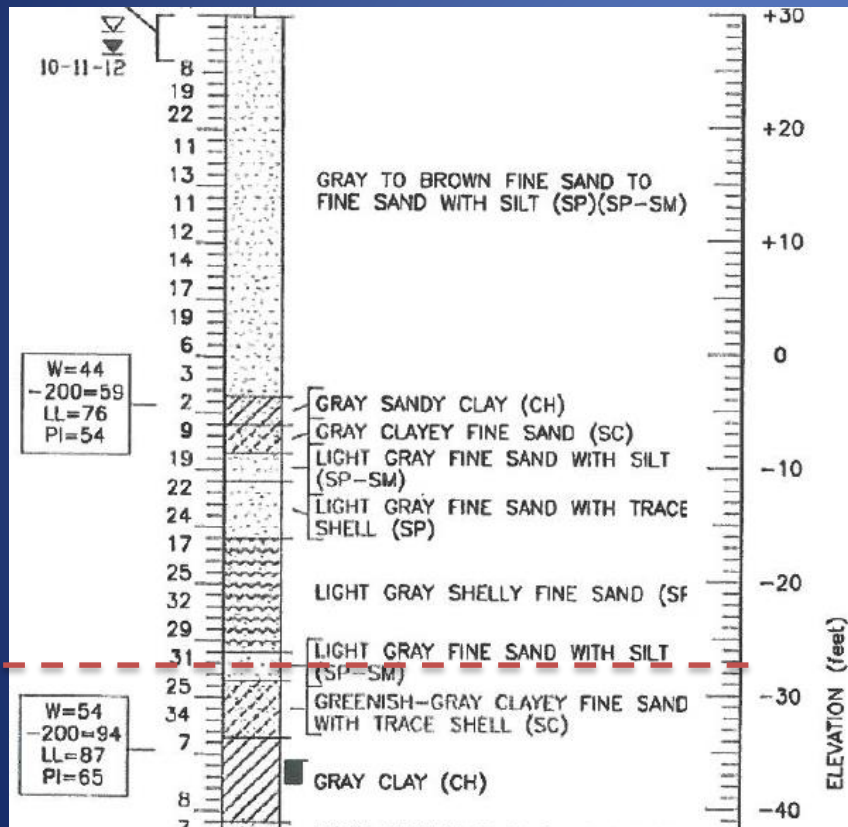 +30
10-11-12
8
19
22
11
+20
13
11
GRAY TO BROWN FINE SAND TO
FINE SAND WITH SILT (SP)(SP-SM)
12
+10
14
17
19
6
0
3
W=44
-200=59
LL=76
PI=54
2
GRAY SANDY CLAY (CH)
9
GRAY CLAYEY FINE SAND (SC)
19
LIGHT GRAY FINE SAND WITH SILT
(SP-SM)
-10
22
24
LIGHT GRAY FINE SAND WITH TRACE
SHELL (SP)
17
25
-20
32
LIGHT GRAY SHELLY FINE SAND (SP
29
31
LIGHT GRAY FINE SAND WITH SILT
(SP-SM)
25
-30
34
GREENISH-GRAY CLAYEY FINE SAND
WITH TRACE SHELL (SC)
7
W=54
-200=94
LL=87
PI=65
GRAY CLAY (CH)
8
-40
ELEVATION (feet)